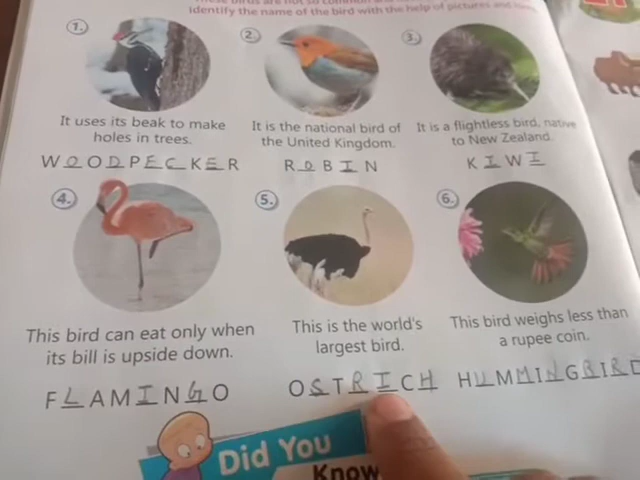 identify the name of the bird with the help of pictures and
1.
2.
3.
It uses its beak to make
holes in trees.
It is the national bird of
the United Kingdom.
It is a flightless bird, native
to New Zealand.
WOODPECKER
ROBIN
KIWI
4.
5.
6.
This bird can eat only when
its bill is upside down.
This is the world's
largest bird.
This bird weighs less than
a rupee coin.
FLAMINGO
OSTRICH
HUMMINGBIRD
Did You
Know